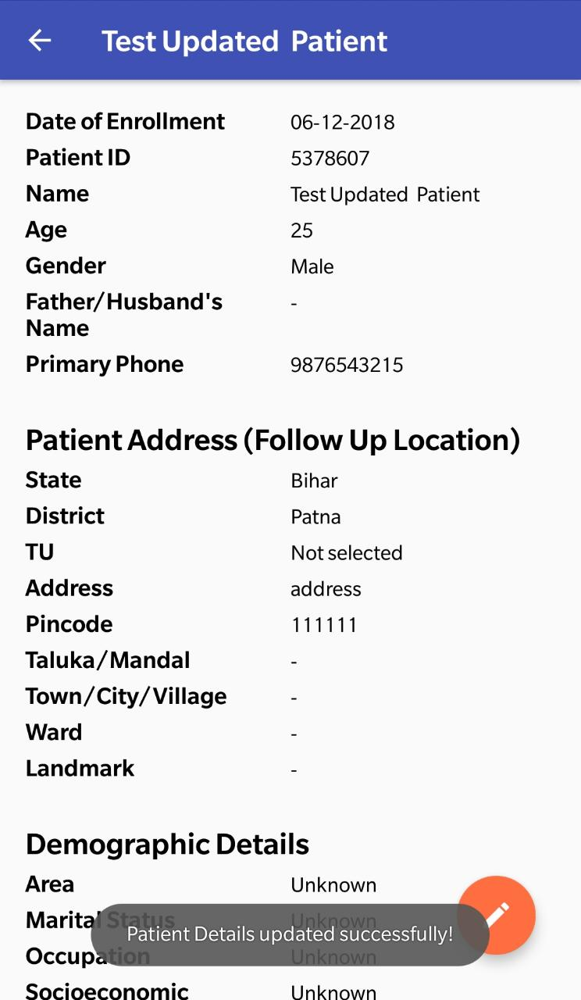 Test Updated  Patient
Date of Enrollment 06-12-2018
Patient ID 5378607
Name Test Updated  Patient
Age 25
Gender Male
Father/Husband's -
Name
Primary Phone 9876543215
Patient Address (Follow Up Location)
State Bihar
District Patna
TU Not selected
Address address
Pincode 111111
Taluka/Mandal -
Town/City/Village -
Ward -
Landmark -
Demographic Details
Area Unknown
Marital Status Unknown
Patient Details updated successfully!
Occupation Unknown
Socioeconomic Unknown